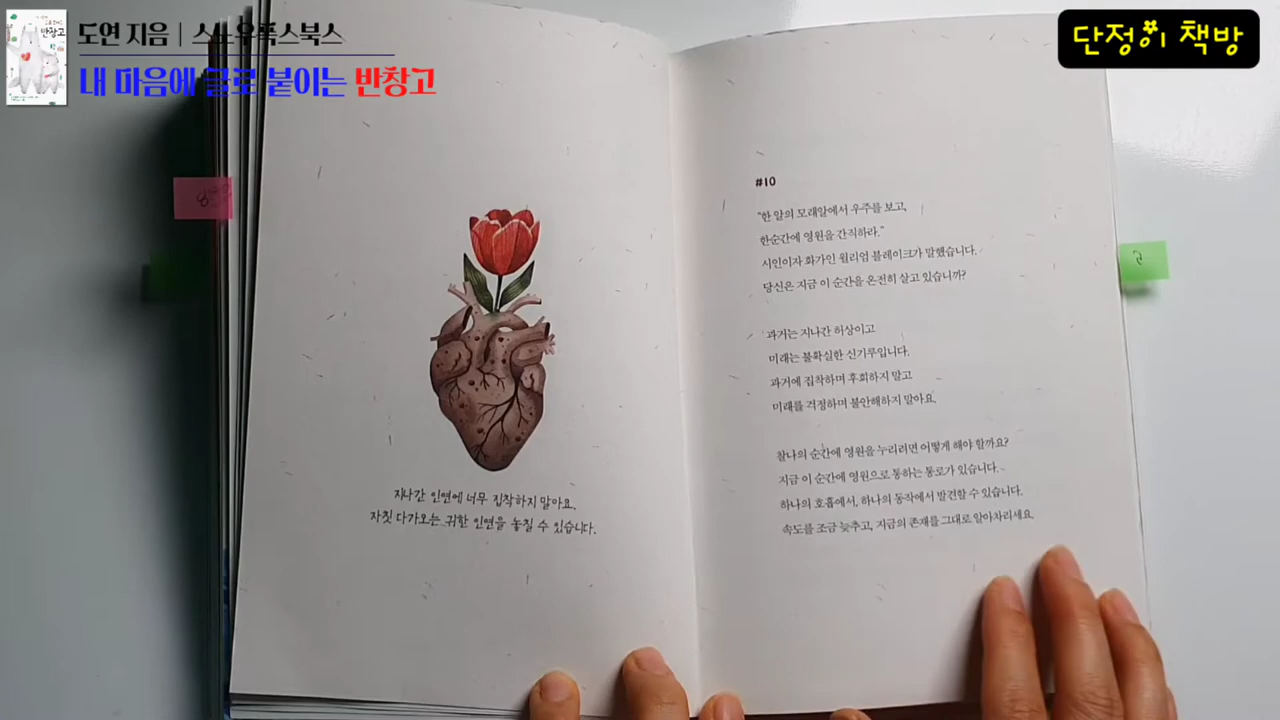 도연 지음 | 스노우폭스북스
내 마음에 글로 붙이는 반창고
반창고
단정이 책방
지나간 인연에 너무 집착하지 말아요.
자칫 다가오는 귀한 인연을 놓칠 수 있습니다.
#10
"한 알의 모래알에서 우주를 보고,
한순간에 영원을 간직하라."
시인이자 화가인 윌리엄 블레이크가 말했습니다.
당신은 지금 이 순간을 온전히 살고 있습니까?
과거는 지나간 허상이고
미래는 불확실한 신기루입니다.
과거에 집착하며 후회하지 말고
미래를 걱정하며 불안해하지 말아요.
찰나의 순간에 영원을 누리려면 어떻게 해야 할까요?
지금 이 순간에 영원으로 통하는 통로가 있습니다.
하나의 호흡에서, 하나의 동작에서 발견할 수 있습니다.
속도를 조금 늦추고, 지금의 존재를 그대로 알아차리세요.